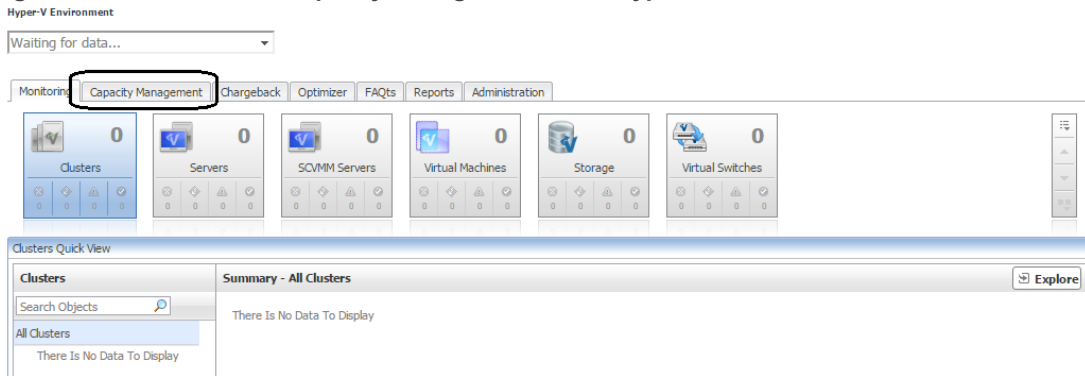 Hyper-V Environment
Waiting for data...
Monitoring Capacity Management Chargeback Optimizer FAQts Reports Administration
0 0 0 0 0 0
Clusters Servers SCVMM Servers Virtual Machines Storage Virtual Switches
0 0 0 0 0 0 0 0 0 0 0 0 0 0 0 0 0 0 0 0 0 0 0 0
Clusters Quick View
Clusters Summary - All Clusters Explore
Search Objects
There Is No Data To Display
All Clusters
There Is No Data To Display